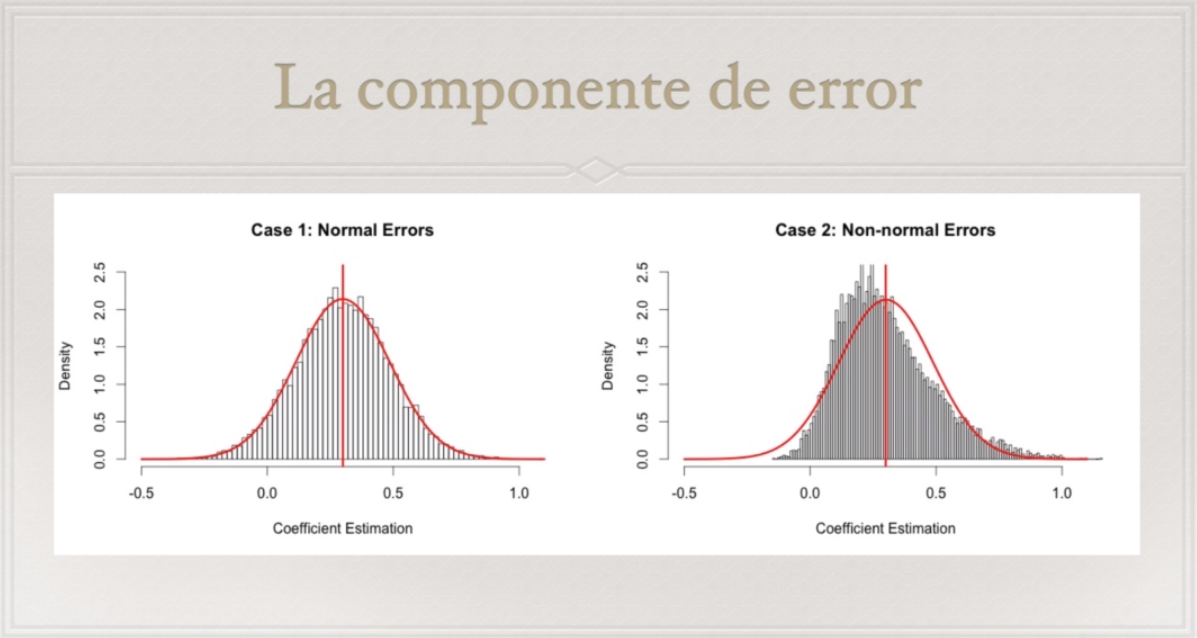 La componente de error
Case 1: Normal Errors
Density
0.0 0.5 1.0 1.5 2.0 2.5
-0.5 0.0 0.5 1.0
Coefficient Estimation
Case 2: Non-normal Errors
Density
0.0 0.5 1.0 1.5 2.0 2.5
-0.5 0.0 0.5 1.0
Coefficient Estimation